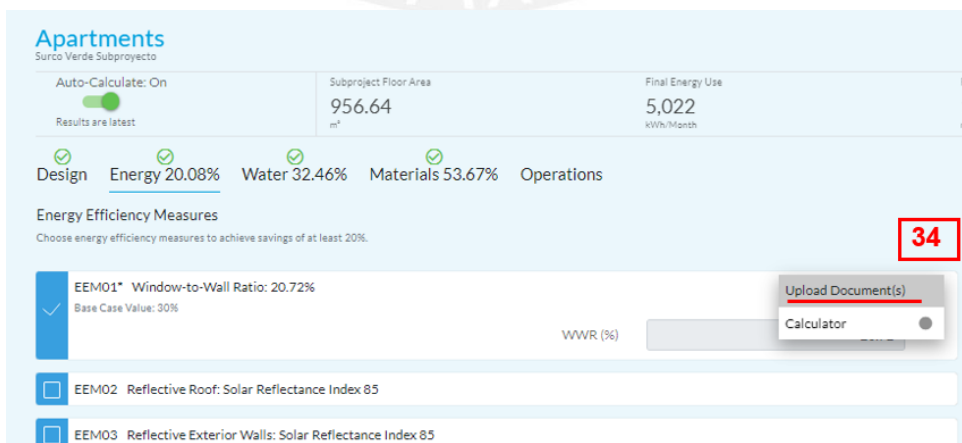 Apartments
Surco Verde Subproyecto
Auto-Calculate: On
Results are latest
Subproject Floor Area
956.64
m²
Final Energy Use
5,022
kWh/Month
Design Energy 20.08% Water 32.46% Materials 53.67% Operations
Energy Efficiency Measures
Choose energy efficiency measures to achieve savings of at least 20%.
34
EEM01* Window-to-Wall Ratio: 20.72%
Base Case Value: 30%
WWR (%)
Upload Document(s)
Calculator
EEM02 Reflective Roof: Solar Reflectance Index 85
EEM03 Reflective Exterior Walls: Solar Reflectance Index 85